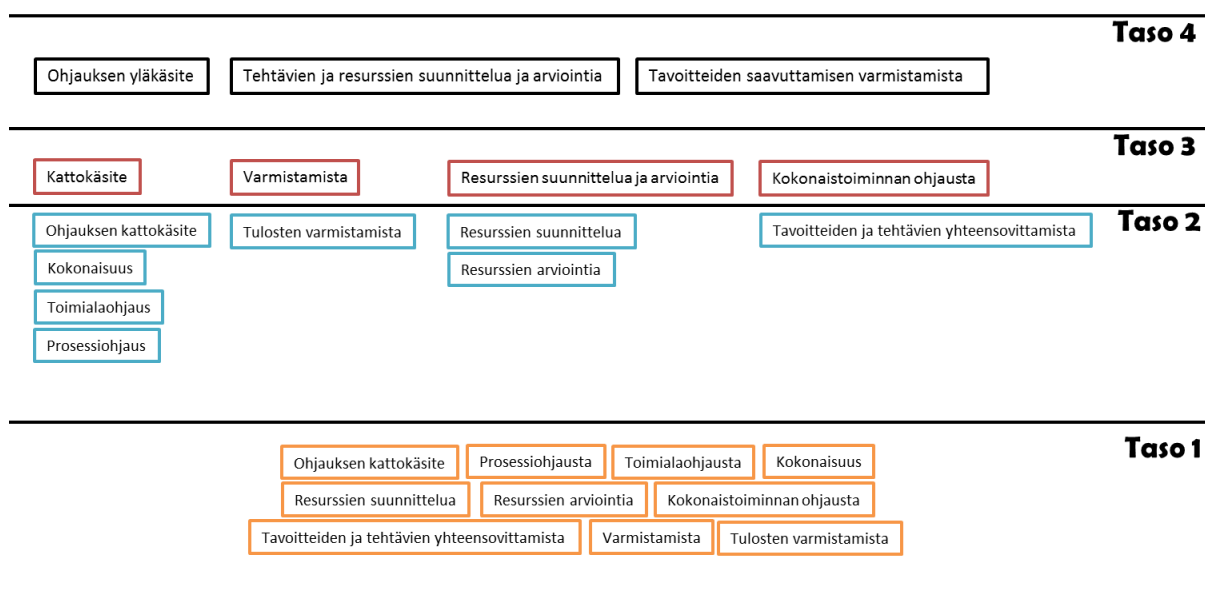 Taso 4
Ohjauksen yläkäsite
Tehtävien ja resurssien suunnittelua ja arviointia
Tavoitteiden saavuttamisen varmistamista
Taso 3
Kattokäsite
Varmistamista
Resurssien suunnittelua ja arviointia
Kokonaistoiminnan ohjausta
Taso 2
Ohjauksen kattokäsite
Tulosten varmistamista
Resurssien suunnittelua
Tavoitteiden ja tehtävien yhteensovittamista
Kokonaisuus
Resurssien arviointia
Toimialaohjaus
Prosessiohjaus
Taso 1
Ohjauksen kattokäsite
Prosessiohjausta
Toimialaohjausta
Kokonaisuus
Resurssien suunnittelua
Resurssien arviointia
Kokonaistoiminnan ohjausta
Tavoitteiden ja tehtävien yhteensovittamista
Varmistamista
Tulosten varmistamista